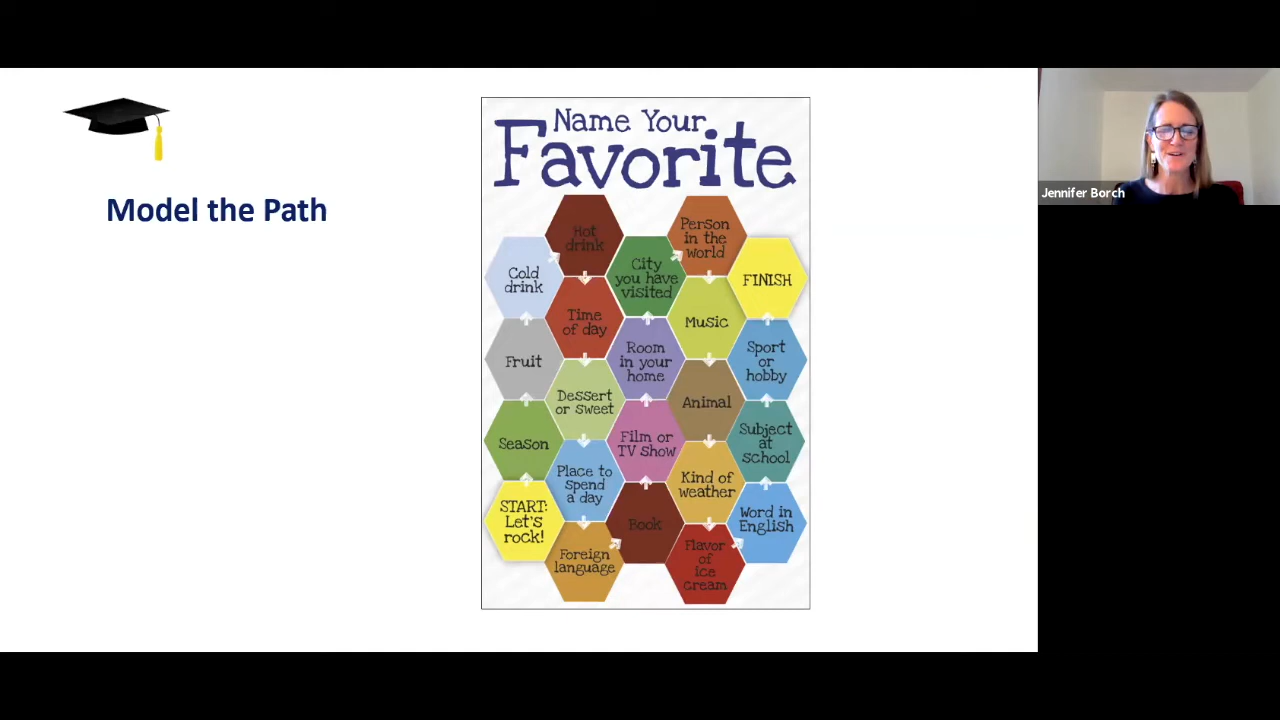 Model the Path
Name Your
Favorite
Hot
drink
Person
in the
world
Cold
drink
City
you have
visited
FINISH
Time
of day
Music
Fruit
Room
in your
home
Sport
or
hobby
Dessert
or sweet
Animal
Season
Film or
TV show
Subject
at
school
Place to
spend
a day
Kind of
weather
START:
Let's
rock!
Book
Word in
English
Foreign
language
Flavor
of
ice
cream
Jennifer Borch